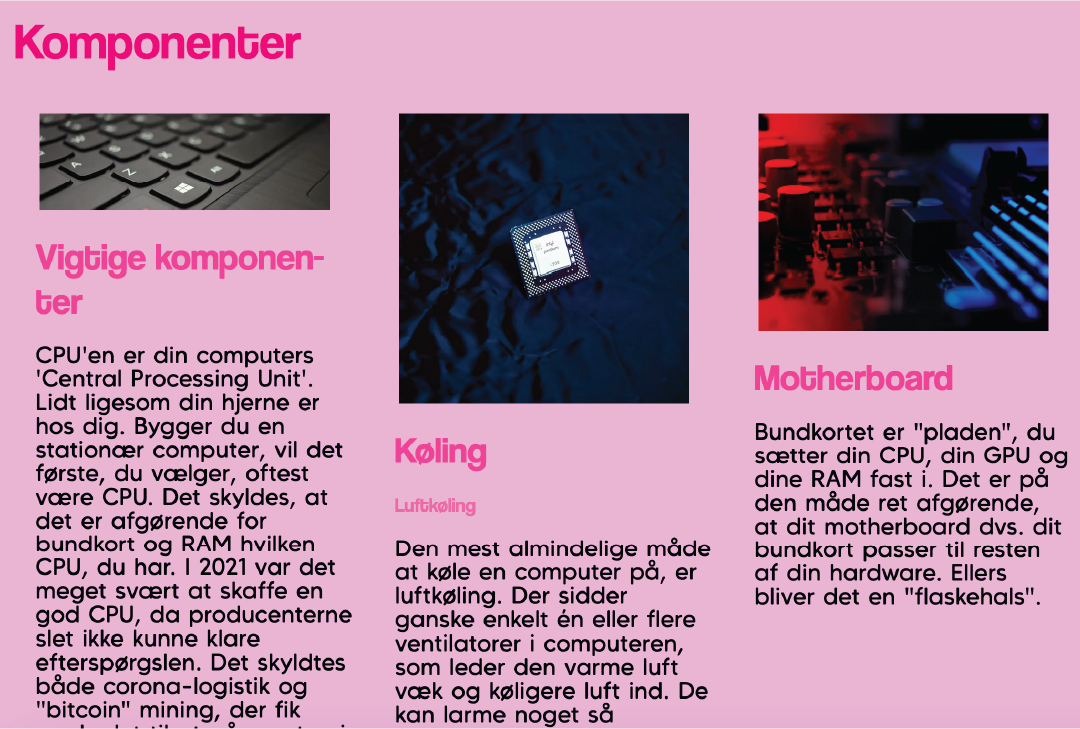 Komponenter
Vigtige komponen-
ter
CPU'en er din computers
'Central Processing Unit'.
Lidt ligesom din hjerne er
hos dig. Bygger du en
stationær computer, vil det
første, du vælger, oftest
være CPU. Det skyldes, at
det er afgørende for
bundkort og RAM hvilken
CPU, du har. I 2021 var det
meget svært at skaffe en
god CPU, da producenterne
slet ikke kunne klare
efterspørgslen. Det skyldtes
både corona-logistik og
"bitcoin" mining, der fik
Køling
Luftkøling
Den mest almindelige måde
at køle en computer på, er
luftkøling. Der sidder
ganske enkelt én eller flere
ventilatorer i computeren,
som leder den varme luft
væk og køligere luft ind. De
kan larme noget så
Motherboard
Bundkortet er "pladen", du
sætter din CPU, din GPU og
dine RAM fast i. Det er på
den måde ret afgørende,
at dit motherboard dvs. dit
bundkort passer til resten
af din hardware. Ellers
bliver det en "flaskehals".